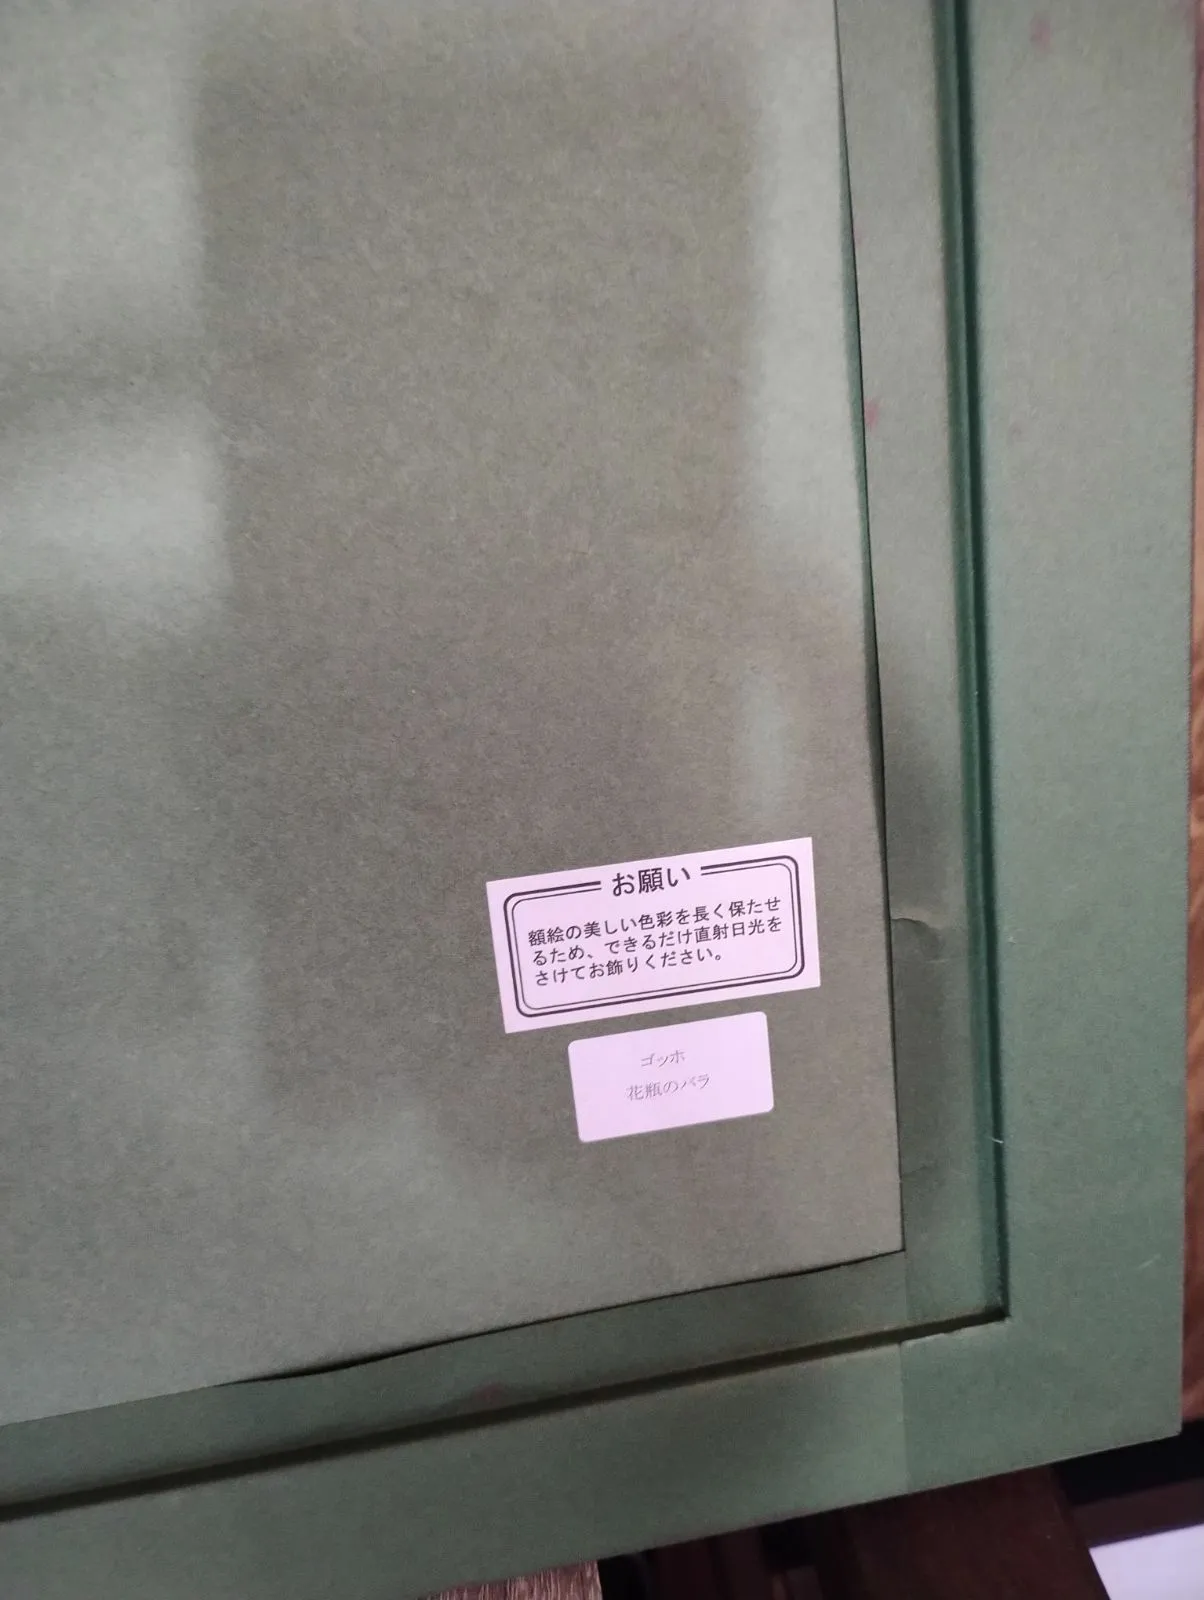 お願い
額絵の美しい色彩を長く保たせ
るため、できるだけ直射日光を
さけてお飾りください。
ゴッホ
花瓶のバラ